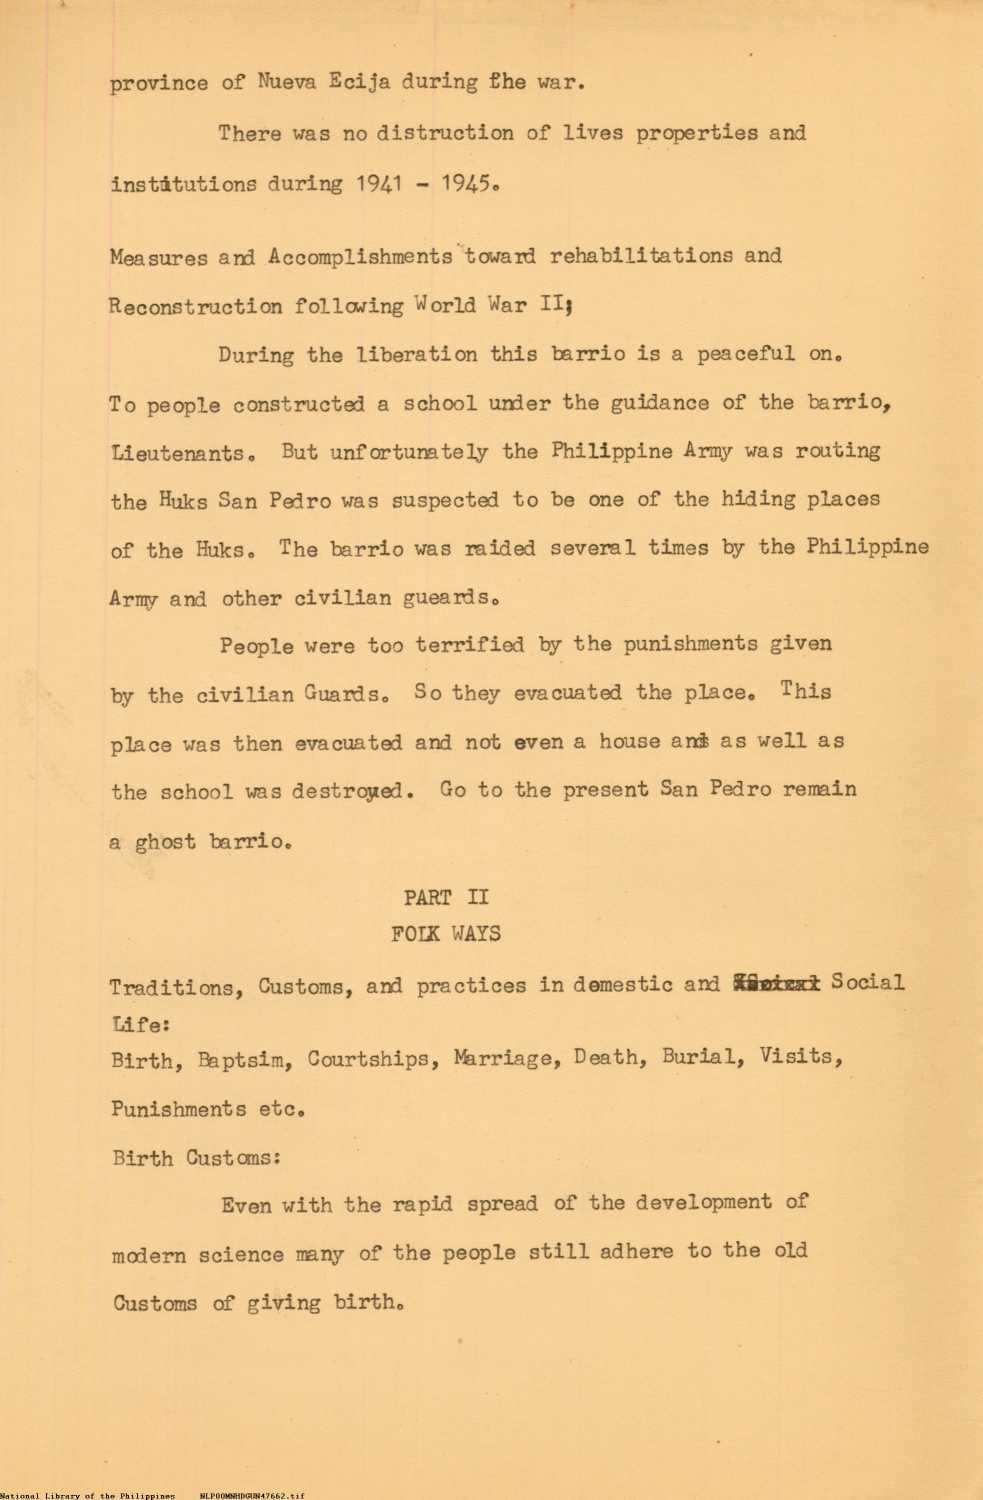 province of Nueva Ecija during the war.
There was no distruction of lives properties and
institutions during 1941 - 1945.
Measures and Accomplishments toward rehabilitations and
Reconstruction following World War II;
During the liberation this barrio is a peaceful on.
To people constructed a school under the guidance of the barrio,
Lieutenants. But unfortunately the Philippine Army was routing
the Huks San Pedro was suspected to be one of the hiding places
of the Huks. The barrio was raided several times by the Philippine
Army and other civilian gueards.
People were too terrified by the punishments given
by the civilian Guards. So they evacuated the place. This
place was then evacuated and not even a house and as well as
the school was destroyed. Go to the present San Pedro remain
a ghost barrio.
PART II
FOLK WAYS
Traditions, Customs, and practices in domestic and Social
Life:
Birth, Baptsim, Courtships, Marriage, Death, Burial, Visits,
Punishments etc.
Birth Customs:
Even with the rapid spread of the development of
modern science many of the people still adhere to the old
Customs of giving birth.
National Library of the Philippines NLPOOMNHDGUN47662.tif